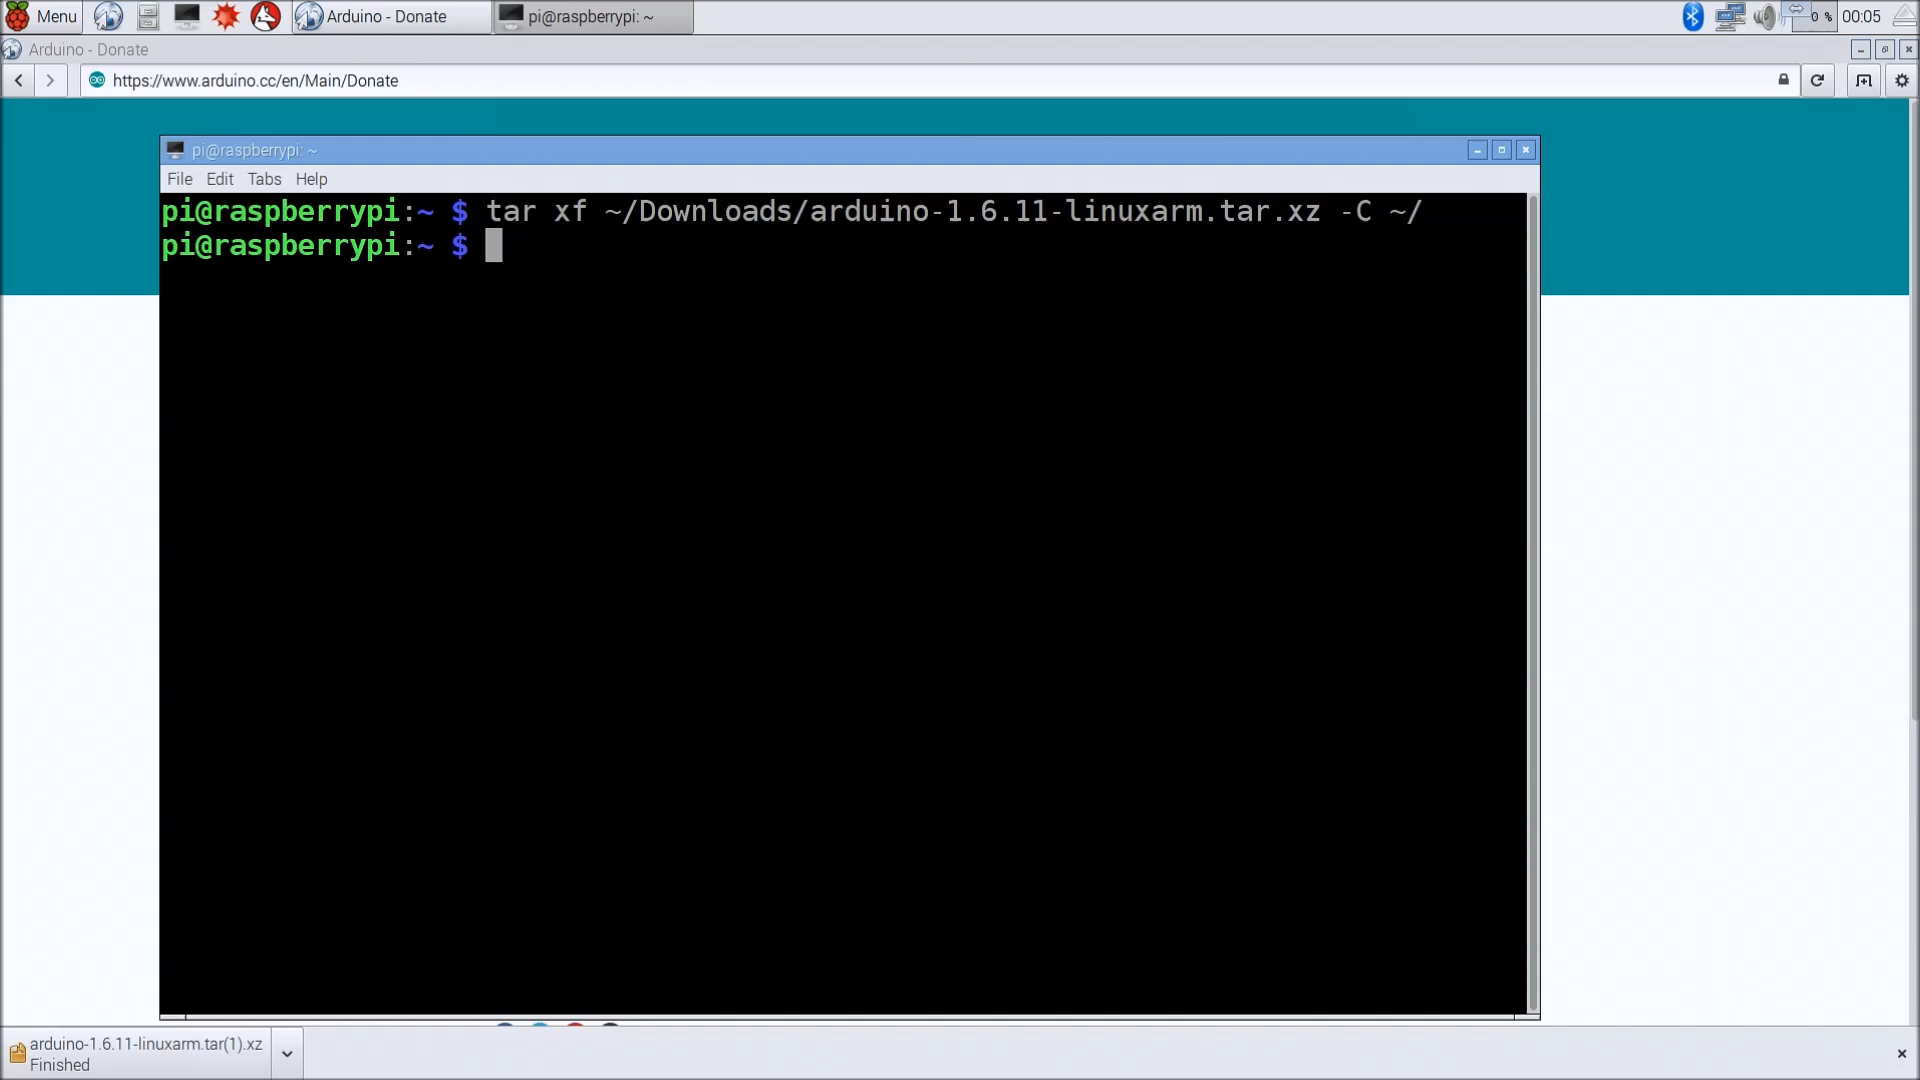 Menu
Arduino - Donate
pi@raspberrypi: ~
0 %
00:05
Arduino - Donate
https://www.arduino.cc/en/Main/Donate
pi@raspberrypi: ~
File Edit Tabs Help
pi@raspberrypi:~ $ tar xf ~/Downloads/arduino-1.6.11-linuxarm.tar.xz -C ~/
pi@raspberrypi:~ $
arduino-1.6.11-linuxarm.tar(1).xz
Finished